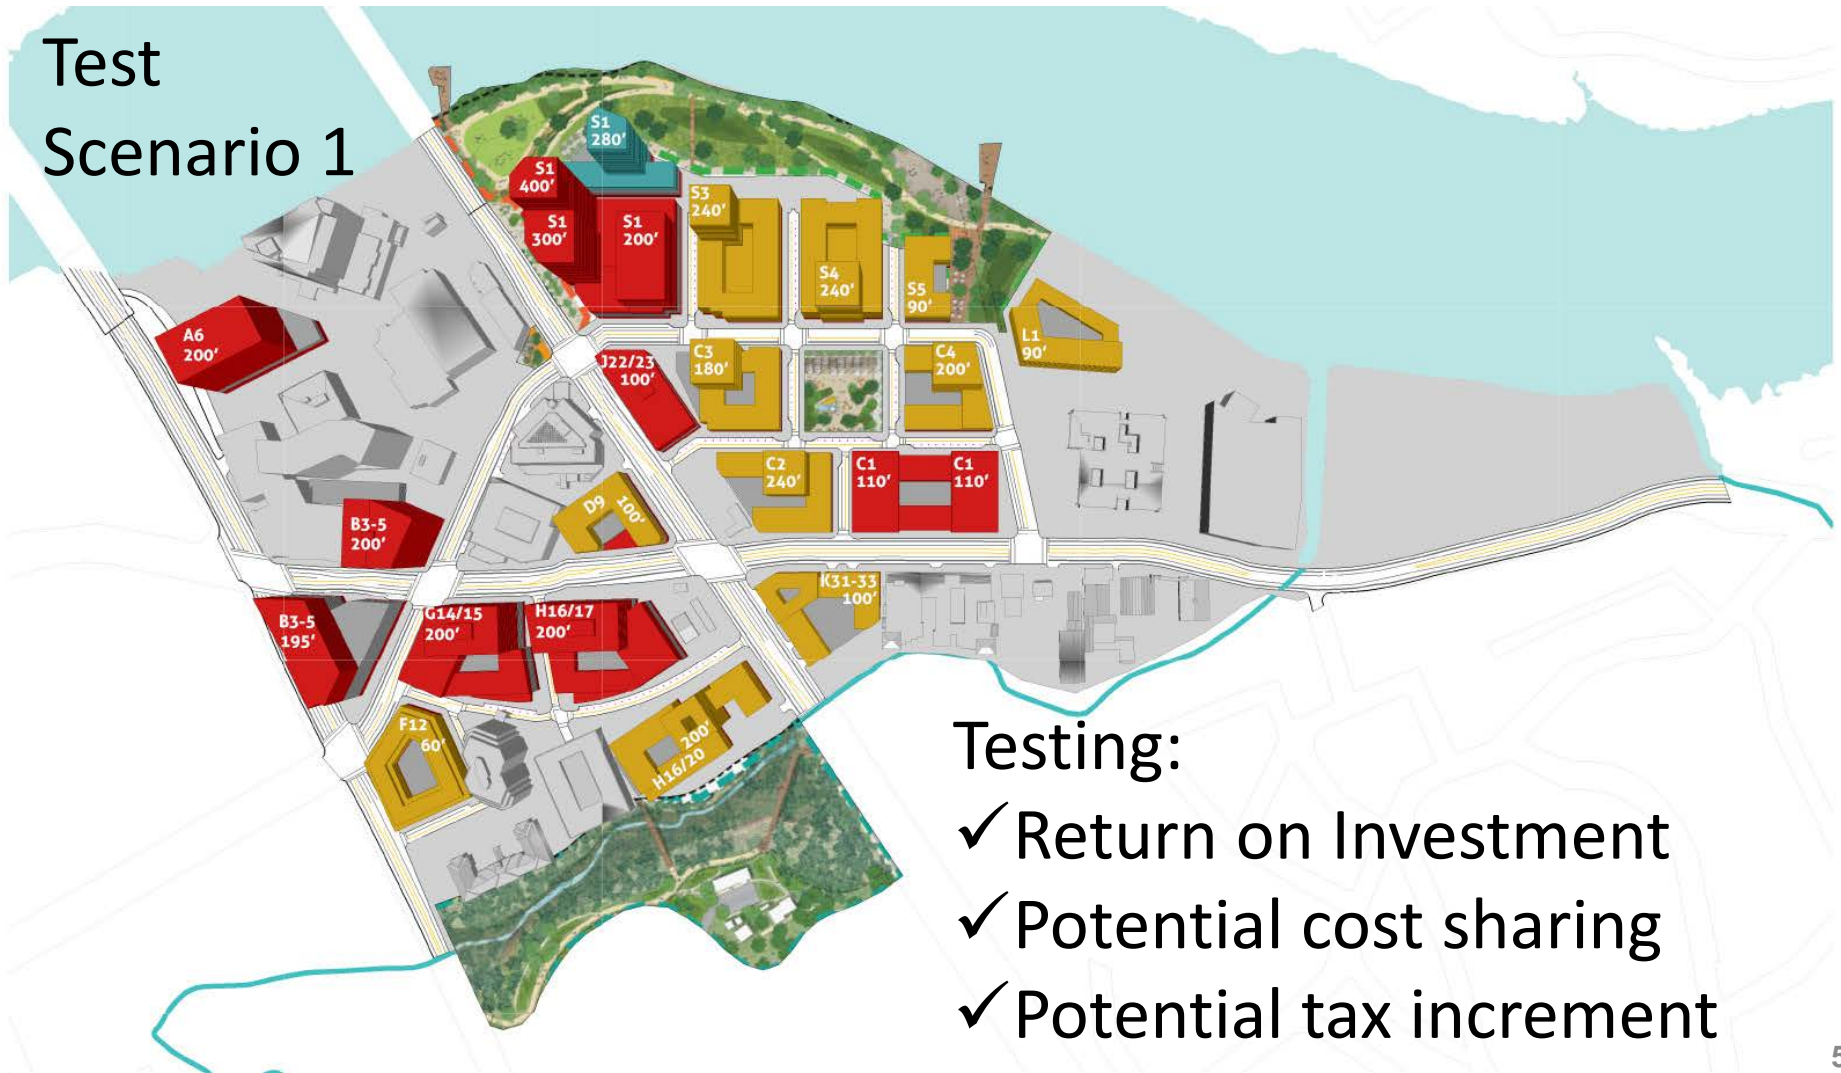 Test
Scenario 1
S1
280’
S1
400’
S1
300’
S1
200’
S3
240’
S4
240’
S5
90’
L1
90’
A6
200’
J22/23
100’
C3
180’
C4
200’
C2
240’
C1
110’
C1
110’
D9
100’
B3-5
200’
K31-33
100’
B3-5
195’
G14/15
200’
H16/17
200’
F12
60’
200’
H16/20
Testing:
✓Return on Investment
✓Potential cost sharing
✓Potential tax increment
5